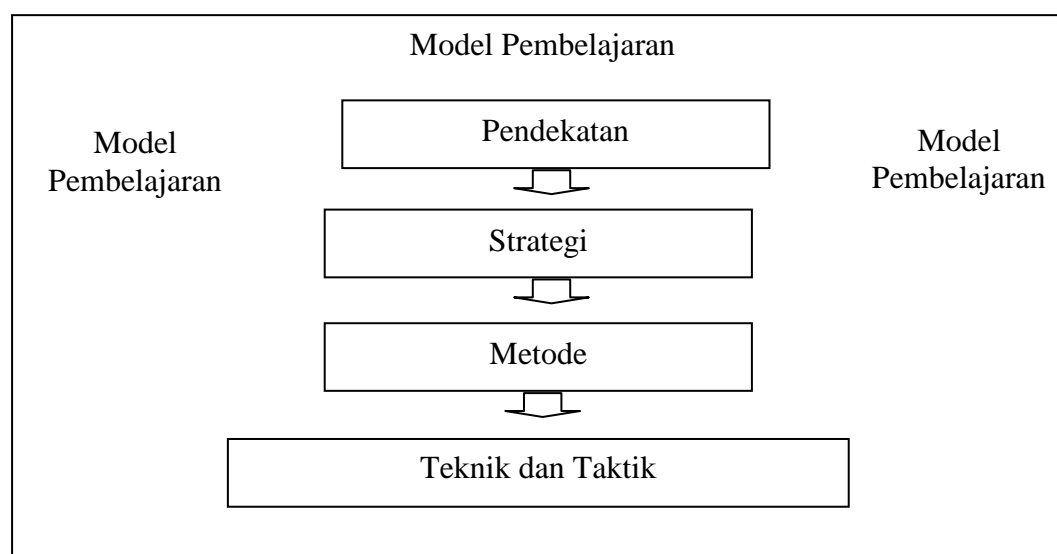 Model Pembelajaran
Pendekatan
Model
Pembelajaran
Model
Pembelajaran
Strategi
Metode
Teknik dan Taktik